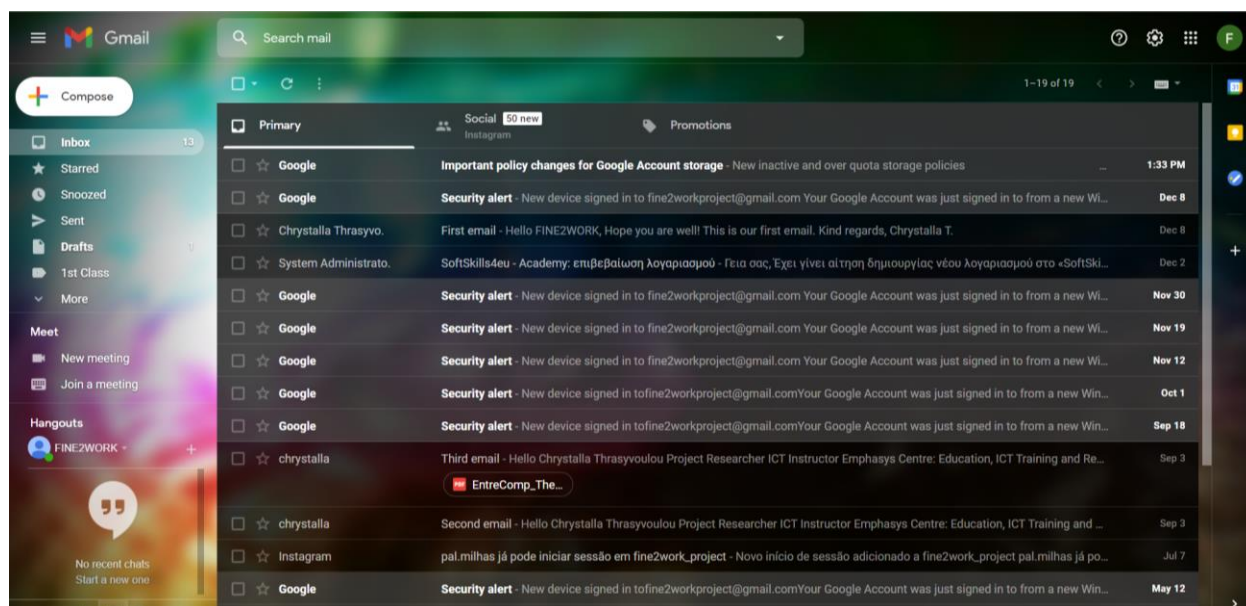 Gmail
Search mail
F
Compose
1–19 of 19
Inbox 13
Starred
Snoozed
Sent
Drafts
1st Class
More
Meet
New meeting
Join a meeting
Hangouts
FINE2WORK
No recent chats
Start a new one
Primary
Social 50 new
Instagram
Promotions
Google Important policy changes for Google Account storage - New inactive and over quota storage policies 1:33 PM
Google Security alert - New device signed in to fine2workproject@gmail.com Your Google Account was just signed in to from a new Wi... Dec 8
Chrystalla Thrasyvo. First email - Hello FINE2WORK, Hope you are well! This is our first email. Kind regards, Chrystalla T. Dec 8
System Administrato. SoftSkills4eu - Academy: επιβεβαίωση λογαριασμού - Γεια σας, Έχει γίνει αίτηση δημιουργίας νέου λογαριασμού στο «SoftSki... Dec 2
Google Security alert - New device signed in to fine2workproject@gmail.com Your Google Account was just signed in to from a new Wi... Nov 30
Google Security alert - New device signed in to fine2workproject@gmail.com Your Google Account was just signed in to from a new Wi... Nov 19
Google Security alert - New device signed in to fine2workproject@gmail.com Your Google Account was just signed in to from a new Wi... Nov 12
Google Security alert - New device signed in tofine2workproject@gmail.comYour Google Account was just signed in to from a new Win... Oct 1
Google Security alert - New device signed in tofine2workproject@gmail.comYour Google Account was just signed in to from a new Win... Sep 18
chrystalla Third email - Hello Chrystalla Thrasyvoulou Project Researcher ICT Instructor Emphasys Centre: Education, ICT Training and Re... Sep 3
PDF EntreComp_The...
chrystalla Second email - Hello Chrystalla Thrasyvoulou Project Researcher ICT Instructor Emphasys Centre: Education, ICT Training and ... Sep 3
Instagram pal.milhas já pode iniciar sessão em fine2work_project - Novo início de sessão adicionado a fine2work_project pal.milhas já po... Jul 7
Google Security alert - New device signed in tofine2workproject@gmail.comYour Google Account was just signed in to from a new Win... May 12